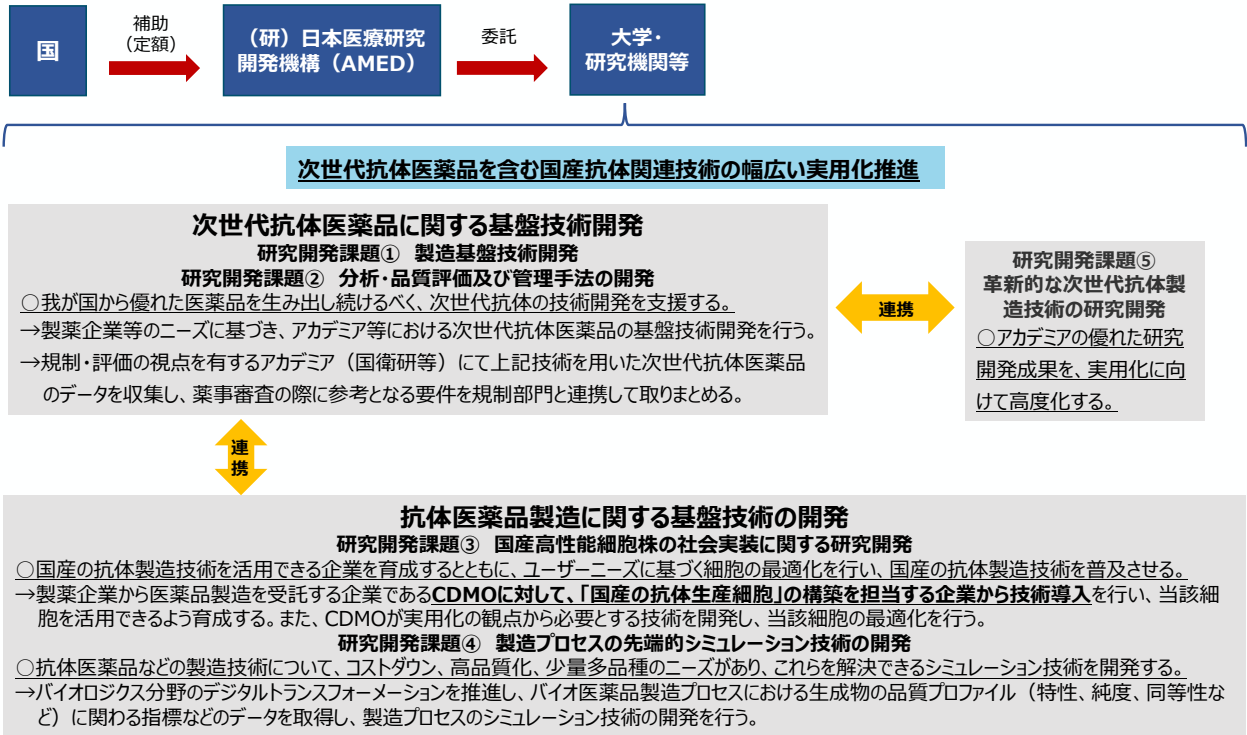 国
補助
(定額)
（研）日本医療研究
開発機構（AMED）
委託
大学・
研究機関等
次世代抗体医薬品を含む国産抗体関連技術の幅広い実用化推進
次世代抗体医薬品に関する基盤技術開発
研究開発課題① 製造基盤技術開発
研究開発課題② 分析・品質評価及び管理手法の開発
○我が国から優れた医薬品を生み出し続けるべく、次世代抗体の技術開発を支援する。
→製薬企業等のニーズに基づき、アカデミア等における次世代抗体医薬品の基盤技術開発を行う。
→規制・評価の視点を有するアカデミア（国衛研等）にて上記技術を用いた次世代抗体医薬品
のデータを収集し、薬事審査の際に参考となる要件を規制部門と連携して取りまとめる。
連携
研究開発課題⑤
革新的な次世代抗体製
造技術の研究開発
○アカデミアの優れた研究
開発成果を、実用化に向
けて高度化する。
連
携
抗体医薬品製造に関する基盤技術の開発
研究開発課題③ 国産高性能細胞株の社会実装に関する研究開発
○国産の抗体製造技術を活用できる企業を育成するとともに、ユーザーニーズに基づく細胞の最適化を行い、国産の抗体製造技術を普及させる。
→製薬企業から医薬品製造を受託する企業であるCDMOに対して、「国産の抗体生産細胞」の構築を担当する企業から技術導入を行い、当該細
胞を活用できるよう育成する。また、CDMOが実用化の観点から必要とする技術を開発し、当該細胞の最適化を行う。
研究開発課題④ 製造プロセスの先端的シミュレーション技術の開発
○抗体医薬品などの製造技術について、コストダウン、高品質化、少量多品種のニーズがあり、これらを解決できるシミュレーション技術を開発する。
→バイオロジクス分野のデジタルトランスフォーメーションを推進し、バイオ医薬品製造プロセスにおける生成物の品質プロファイル（特性、純度、同等性な
ど）に関わる指標などのデータを取得し、製造プロセスのシミュレーション技術の開発を行う。